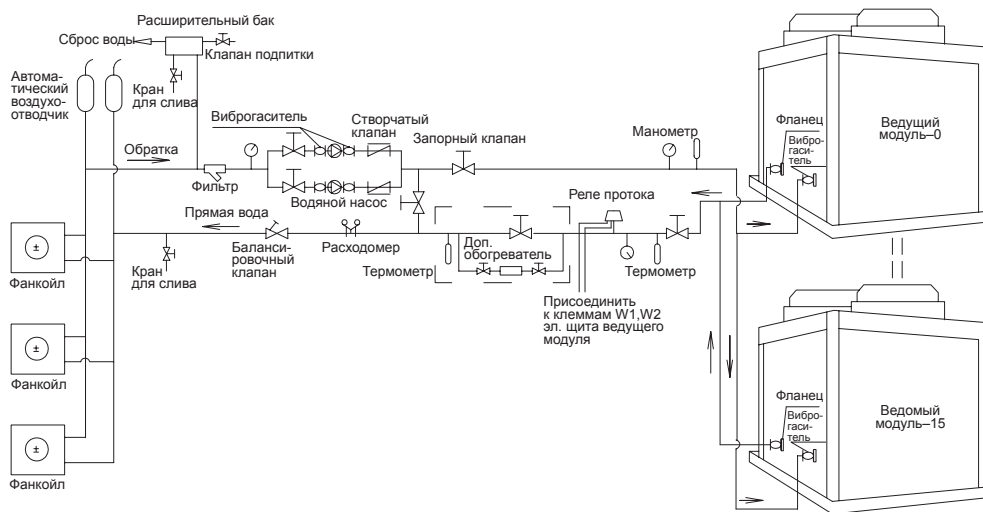 Расширительный бак
Сброс воды
Клапан подпитки
Автома-
тический
воздухо-
отводчик
Кран
для слива
Виброгаситель
Створчатый
клапан
Запорный клапан
Манометр
Фланец
Вибро-
гаси-
тель
Ведущий
модуль–0
Обратка
Фильтр
Водяной насос
Реле протока
Прямая вода
Баланси-
ровочный
клапан
Расходомер
Доп.
обогреватель
Термометр
Термометр
Кран
для слива
Присоединить
к клеммам W1,W2
эл. щита ведущего
модуля
±
Фанкойл
±
Фанкойл
±
Фанкойл
Фланец
Вибро-
гаси-
тель
Ведомый
модуль–15